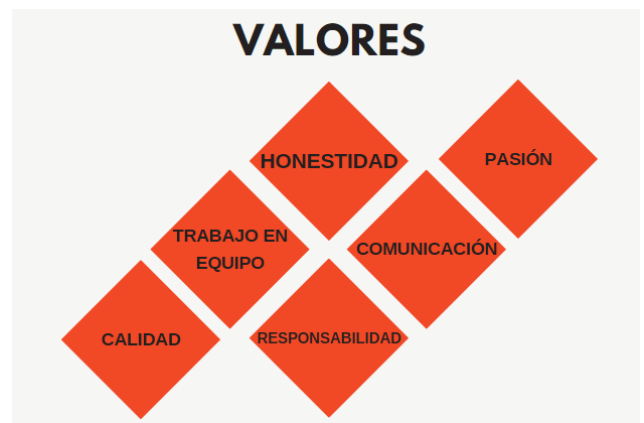 VALORES
HONESTIDAD
PASIÓN
TRABAJO EN
EQUIPO
COMUNICACIÓN
CALIDAD
RESPONSABILIDAD